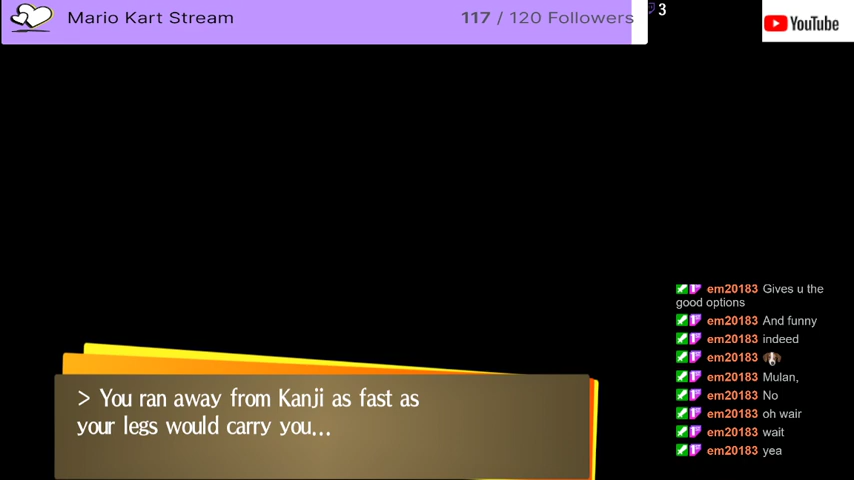 Mario Kart Stream
117 / 120 Followers
3
YouTube
em20183 Gives u the
good options
em20183 And funny
em20183 indeed
em20183
em20183 Mulan,
em20183 No
em20183 oh wair
em20183 wait
em20183 yea
> You ran away from Kanji as fast as
your legs would carry you...